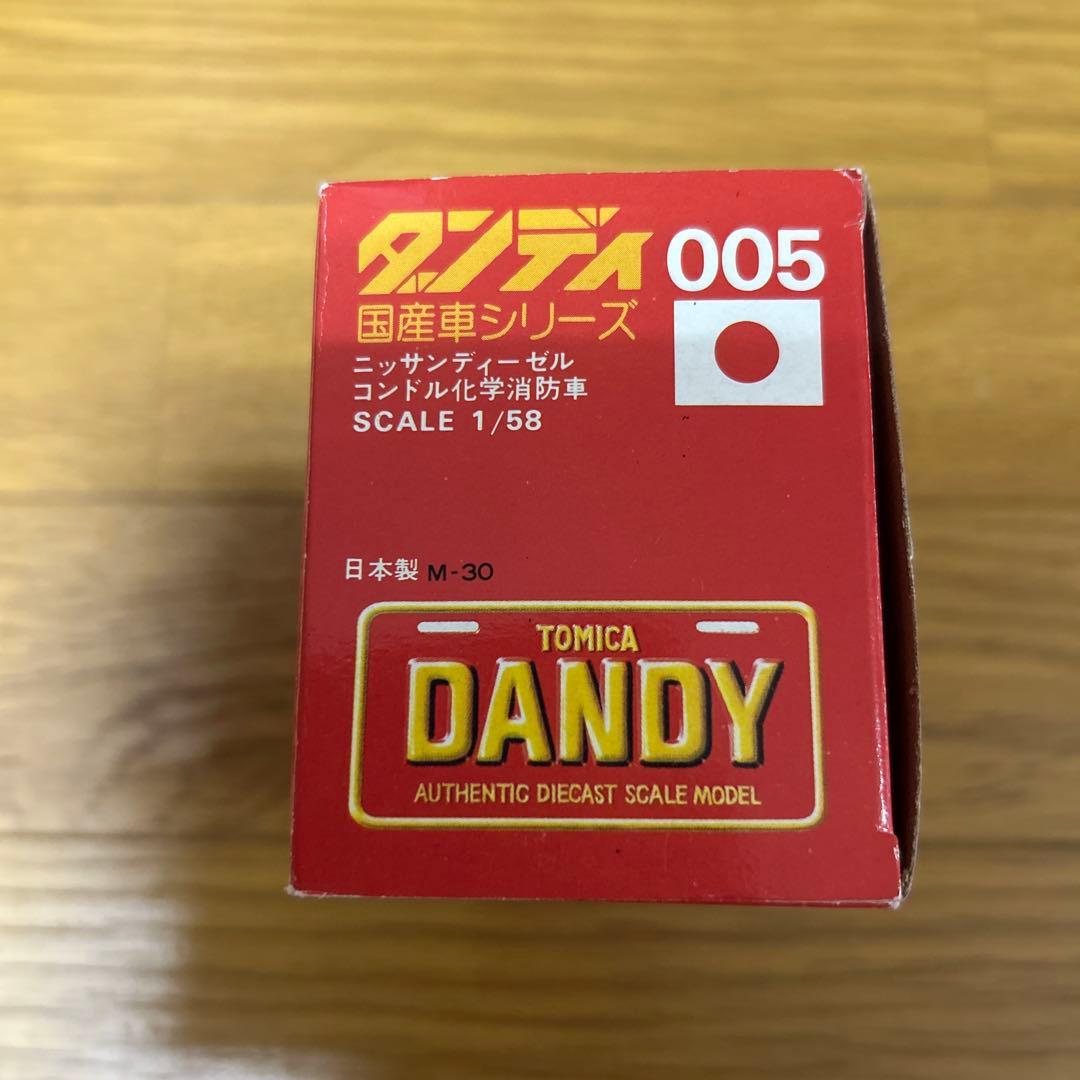 ダンディ 005
国産車シリーズ
ニッサンディーゼル
コンドル化学消防車
SCALE 1/58
日本製 M-30
TOMICA
DANDY
AUTHENTIC DIECAST SCALE MODEL